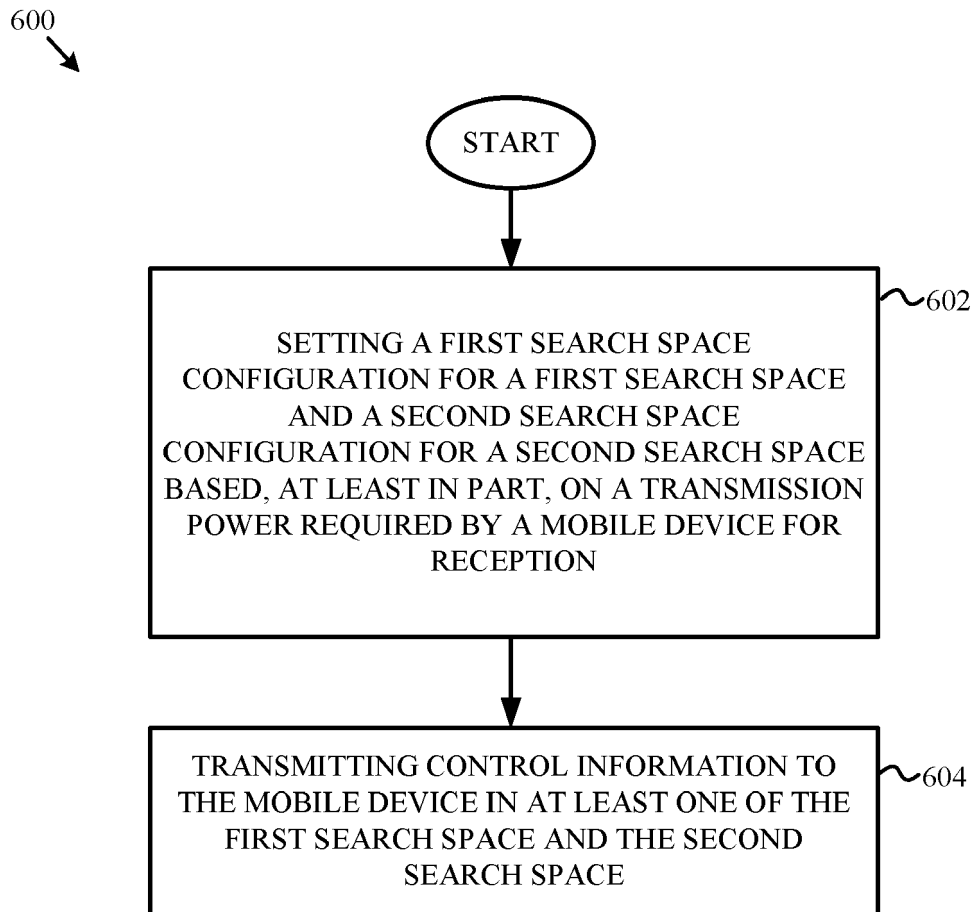 600
START
SETTING A FIRST SEARCH SPACE
CONFIGURATION FOR A FIRST SEARCH SPACE
AND A SECOND SEARCH SPACE
CONFIGURATION FOR A SECOND SEARCH SPACE
BASED, AT LEAST IN PART, ON A TRANSMISSION
POWER REQUIRED BY A MOBILE DEVICE FOR
RECEPTION
602
TRANSMITTING CONTROL INFORMATION TO
THE MOBILE DEVICE IN AT LEAST ONE OF THE
FIRST SEARCH SPACE AND THE SECOND
SEARCH SPACE
604